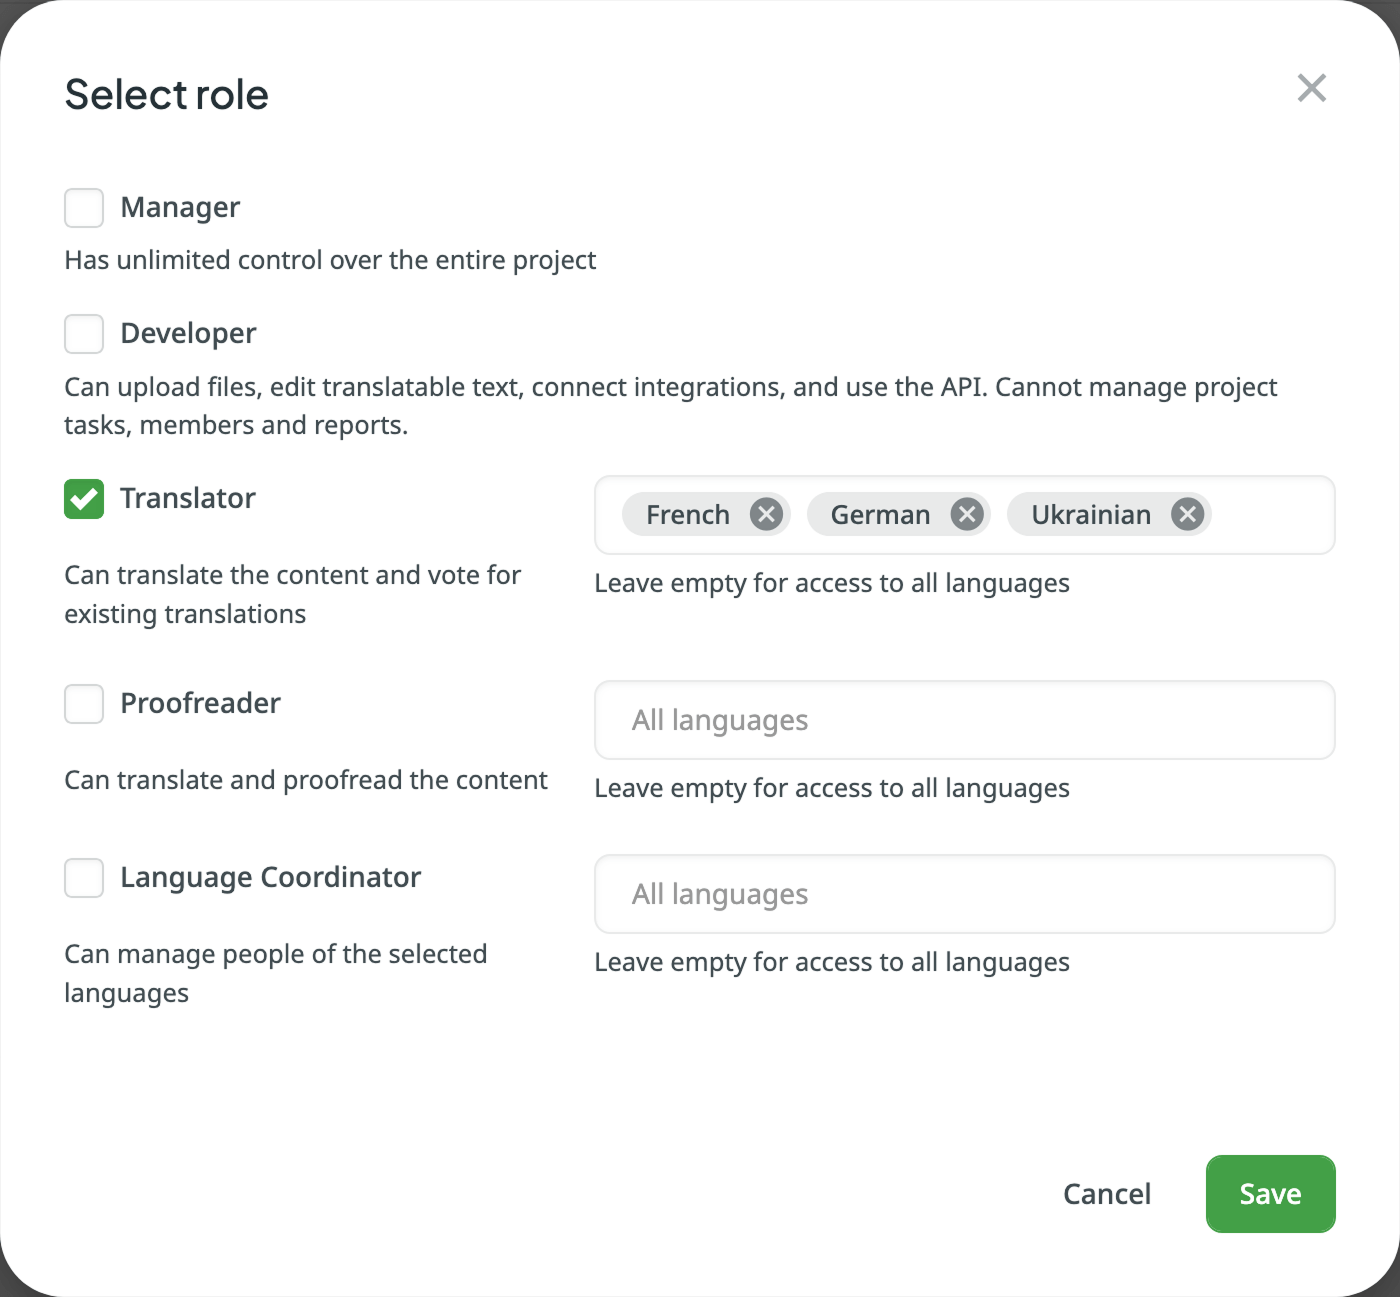 Select role
Manager
Has unlimited control over the entire project
Developer
Can upload files, edit translatable text, connect integrations, and use the API. Cannot manage project
tasks, members and reports.
Translator
French German Ukrainian
Can translate the content and vote for
existing translations
Leave empty for access to all languages
Proofreader
All languages
Can translate and proofread the content
Leave empty for access to all languages
Language Coordinator
All languages
Can manage people of the selected
languages
Leave empty for access to all languages
Cancel
Save